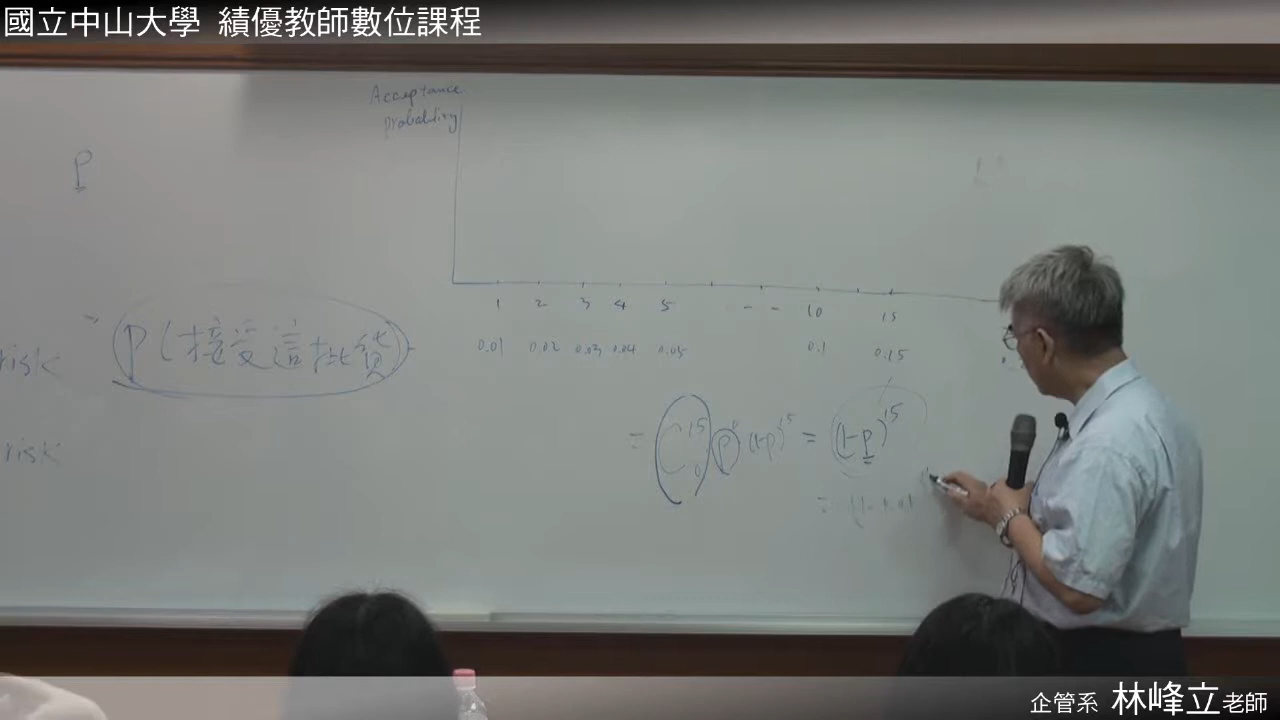 國立中山大學 績優教師數位課程
Acceptance
probability
P
1 2 3 4 5 - - 10 15
0.01 0.02 0.03 0.04 0.05 0.1 0.15
P(接受這批貨)
risk
= C 15 0 p⁰ (1-p)¹⁵ = (1-p)¹⁵
risk
=
企管系 林峰立老師